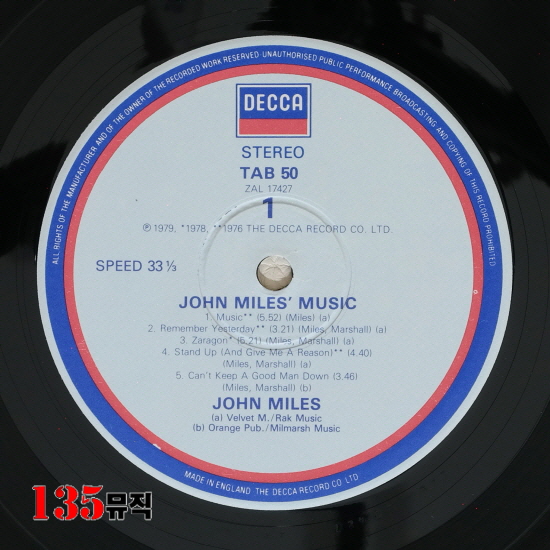 ALL RIGHTS OF THE MANUFACTURER AND OF THE OWNER OF THE RECORDED WORK RESERVED UNAUTHORISED PUBLIC PERFORMANCE BROADCASTING AND COPYING OF THIS RECORD PROHIBITED
DECCA
STEREO
TAB 50
ZAL 17427
1
℗ 1979, *1978, **1976 THE DECCA RECORD CO. LTD.
SPEED 33⅓
JOHN MILES' MUSIC
1. Music** (5.52) (Miles) (a)
2. Remember Yesterday** (3.21) (Miles, Marshall) (a)
3. Zaragon* (5.21) (Miles, Marshall) (a)
4. Stand Up (And Give Me A Reason)** (4.40)
(Miles, Marshall) (a)
5. Can't Keep A Good Man Down (3.46)
(Miles, Marshall) (b)
JOHN MILES
(a) Velvet M./Rak Music
(b) Orange Pub./Milmarsh Music
MADE IN ENGLAND THE DECCA RECORD CO LTD
135뮤직